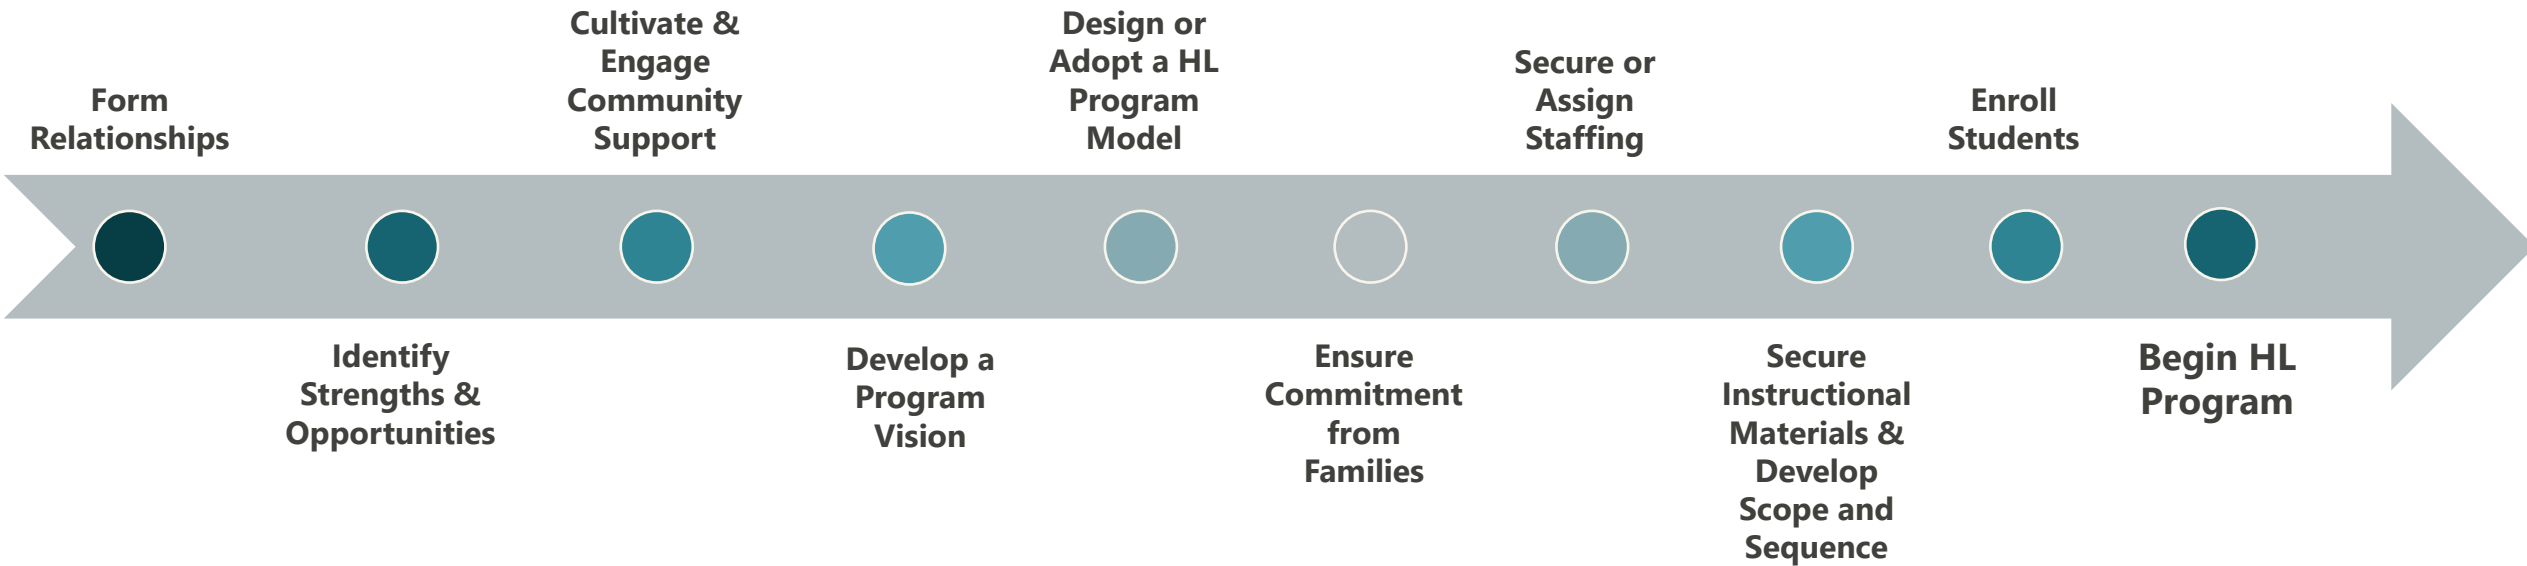 Form
Relationships
Identify
Strengths &
Opportunities
Cultivate &
Engage
Community
Support
Develop a
Program
Vision
Design or
Adopt a HL
Program
Model
Ensure
Commitment
from
Families
Secure or
Assign
Staffing
Secure
Instructional
Materials &
Develop
Scope and
Sequence
Enroll
Students
Begin HL
Program